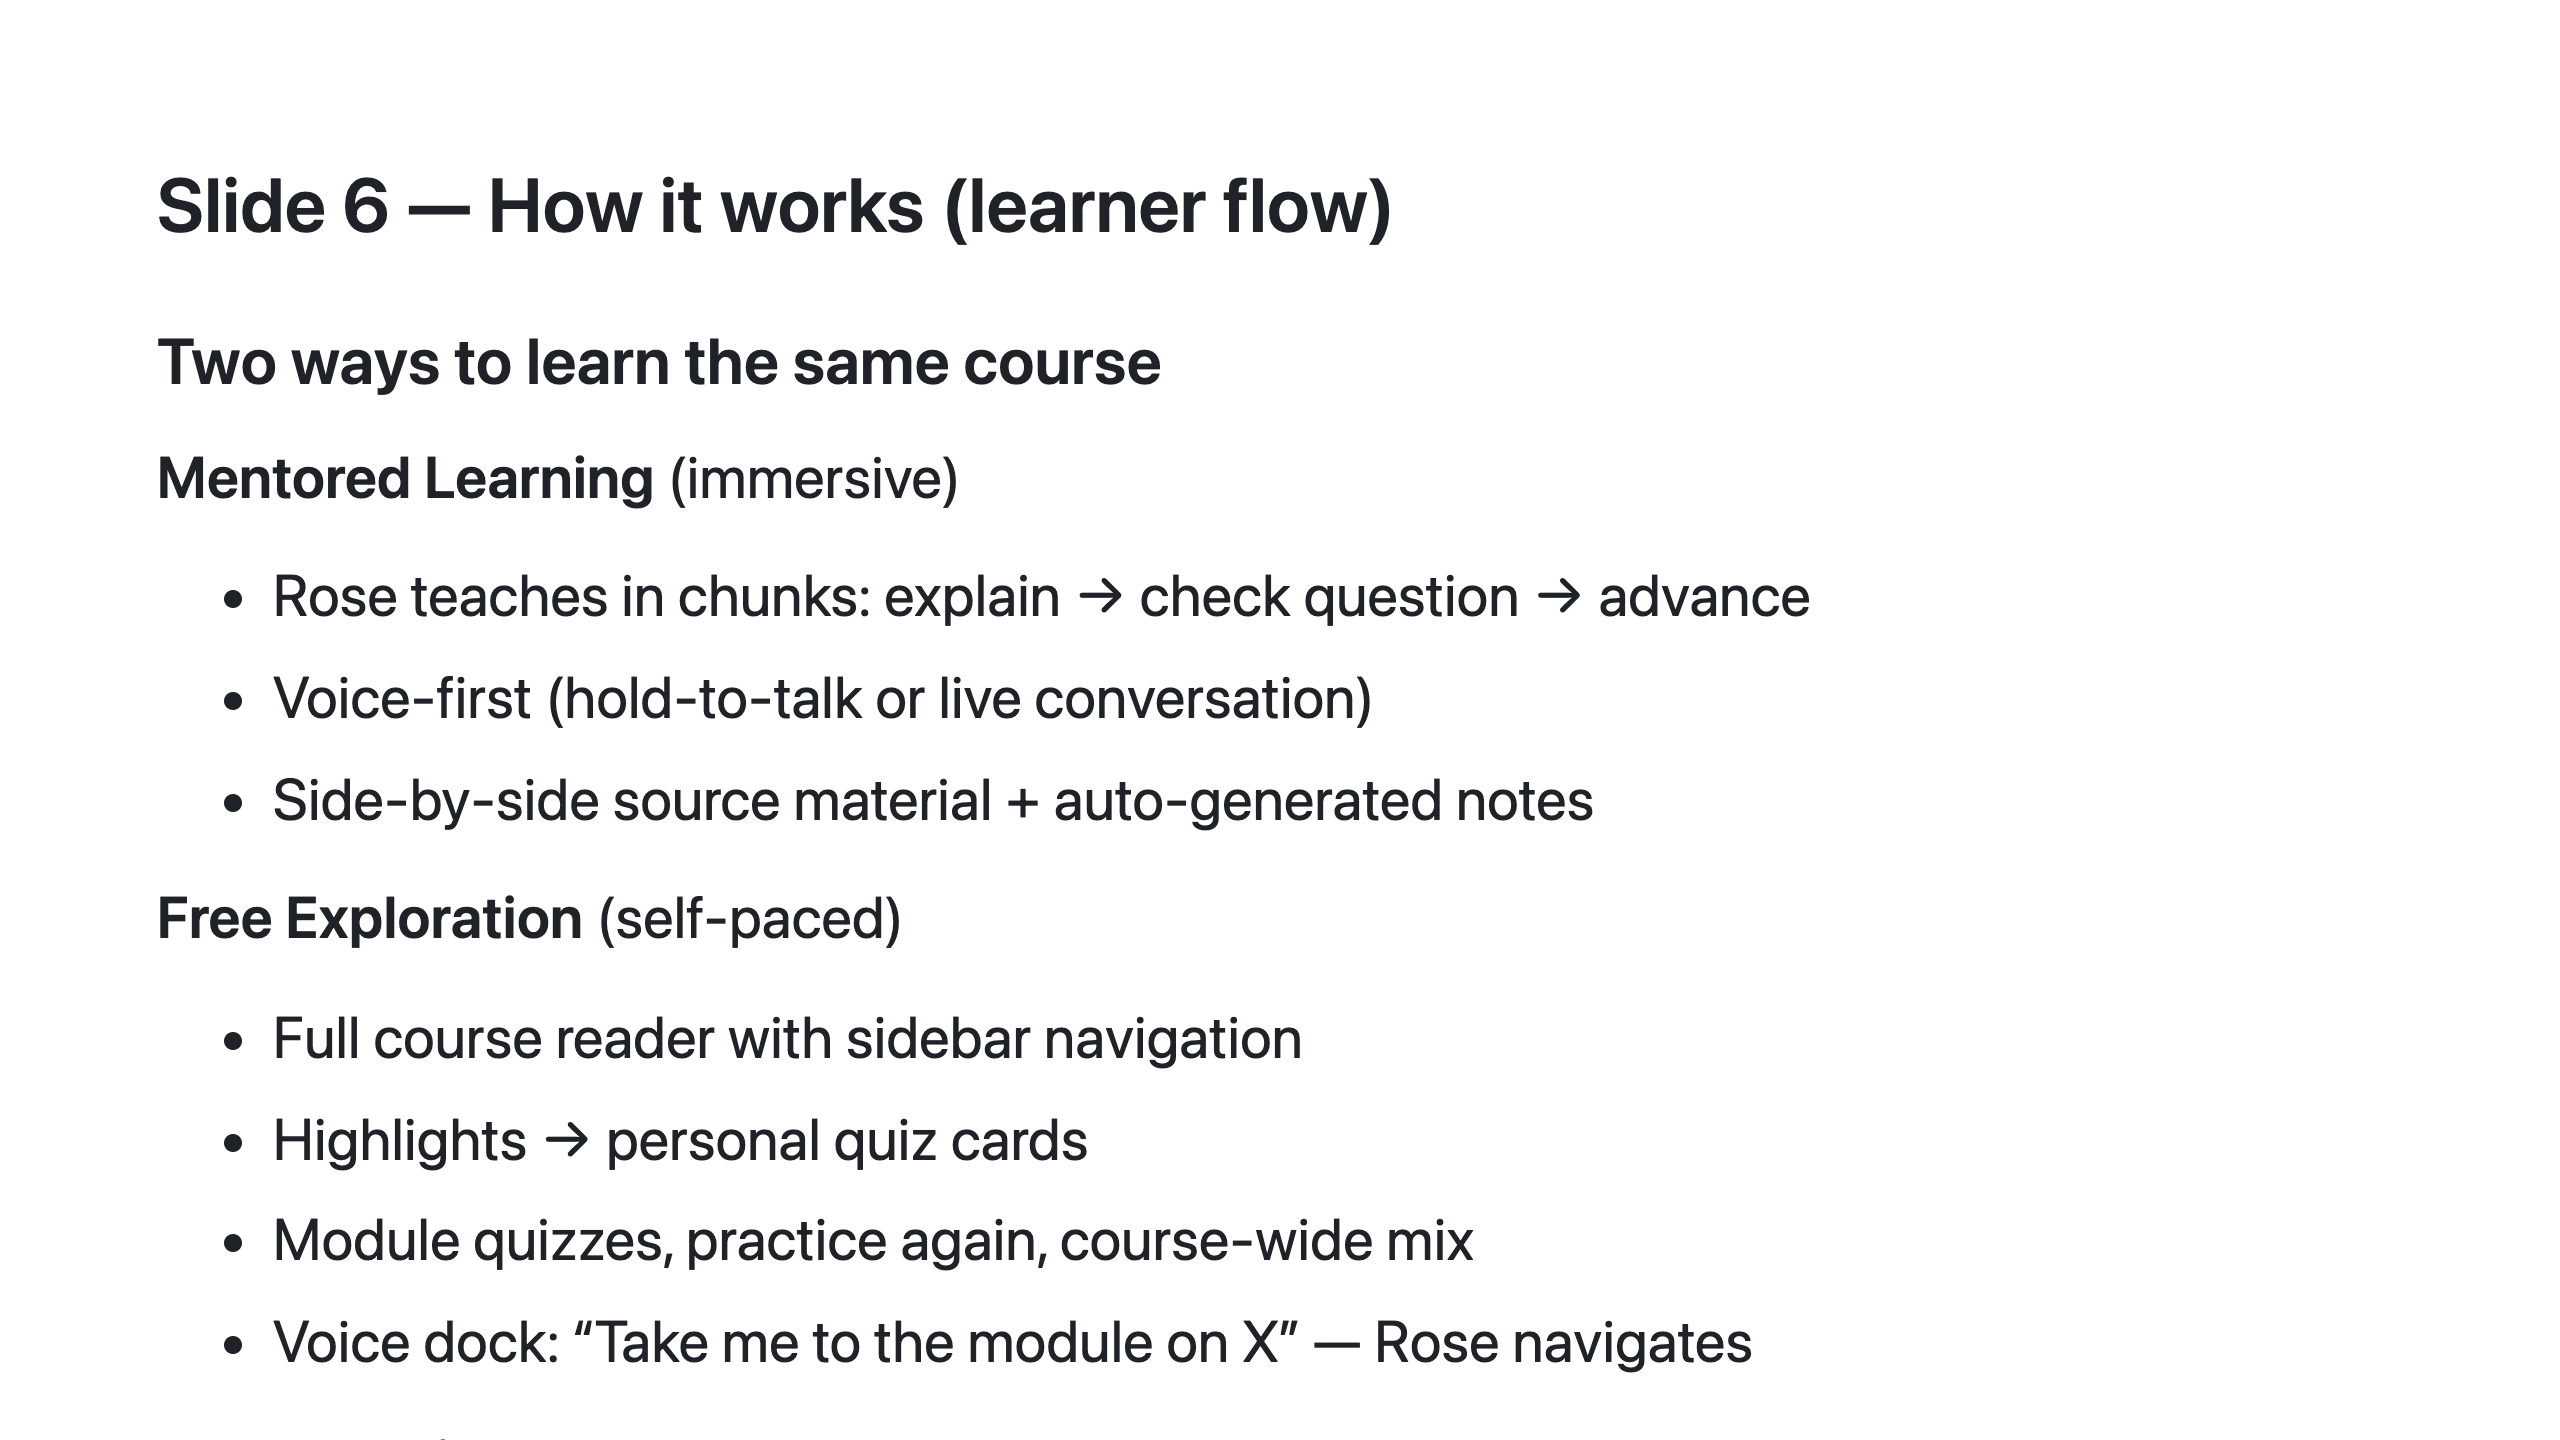 Slide 6 — How it works (learner flow)
Two ways to learn the same course
Mentored Learning (immersive)
• Rose teaches in chunks: explain → check question → advance
• Voice-first (hold-to-talk or live conversation)
• Side-by-side source material + auto-generated notes
Free Exploration (self-paced)
• Full course reader with sidebar navigation
• Highlights → personal quiz cards
• Module quizzes, practice again, course-wide mix
• Voice dock: “Take me to the module on X” — Rose navigates